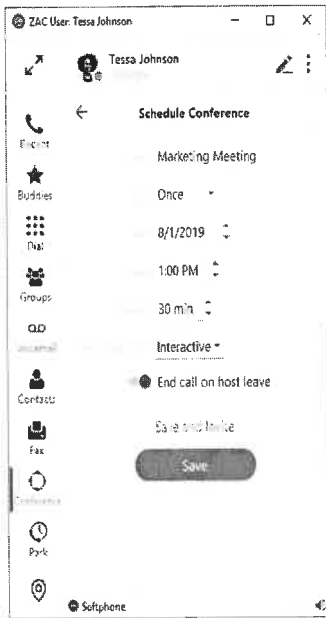 ZAC User: Tessa Johnson
Tessa Johnson
Schedule Conference
Recent
Marketing Meeting
Buddies
Once
Dial
8/1/2019
1:00 PM
Groups
30 min
Voicemail
Interactive
Contacts
End call on host leave
Fax
Save and Invite
Save
Conference
Park
Softphone